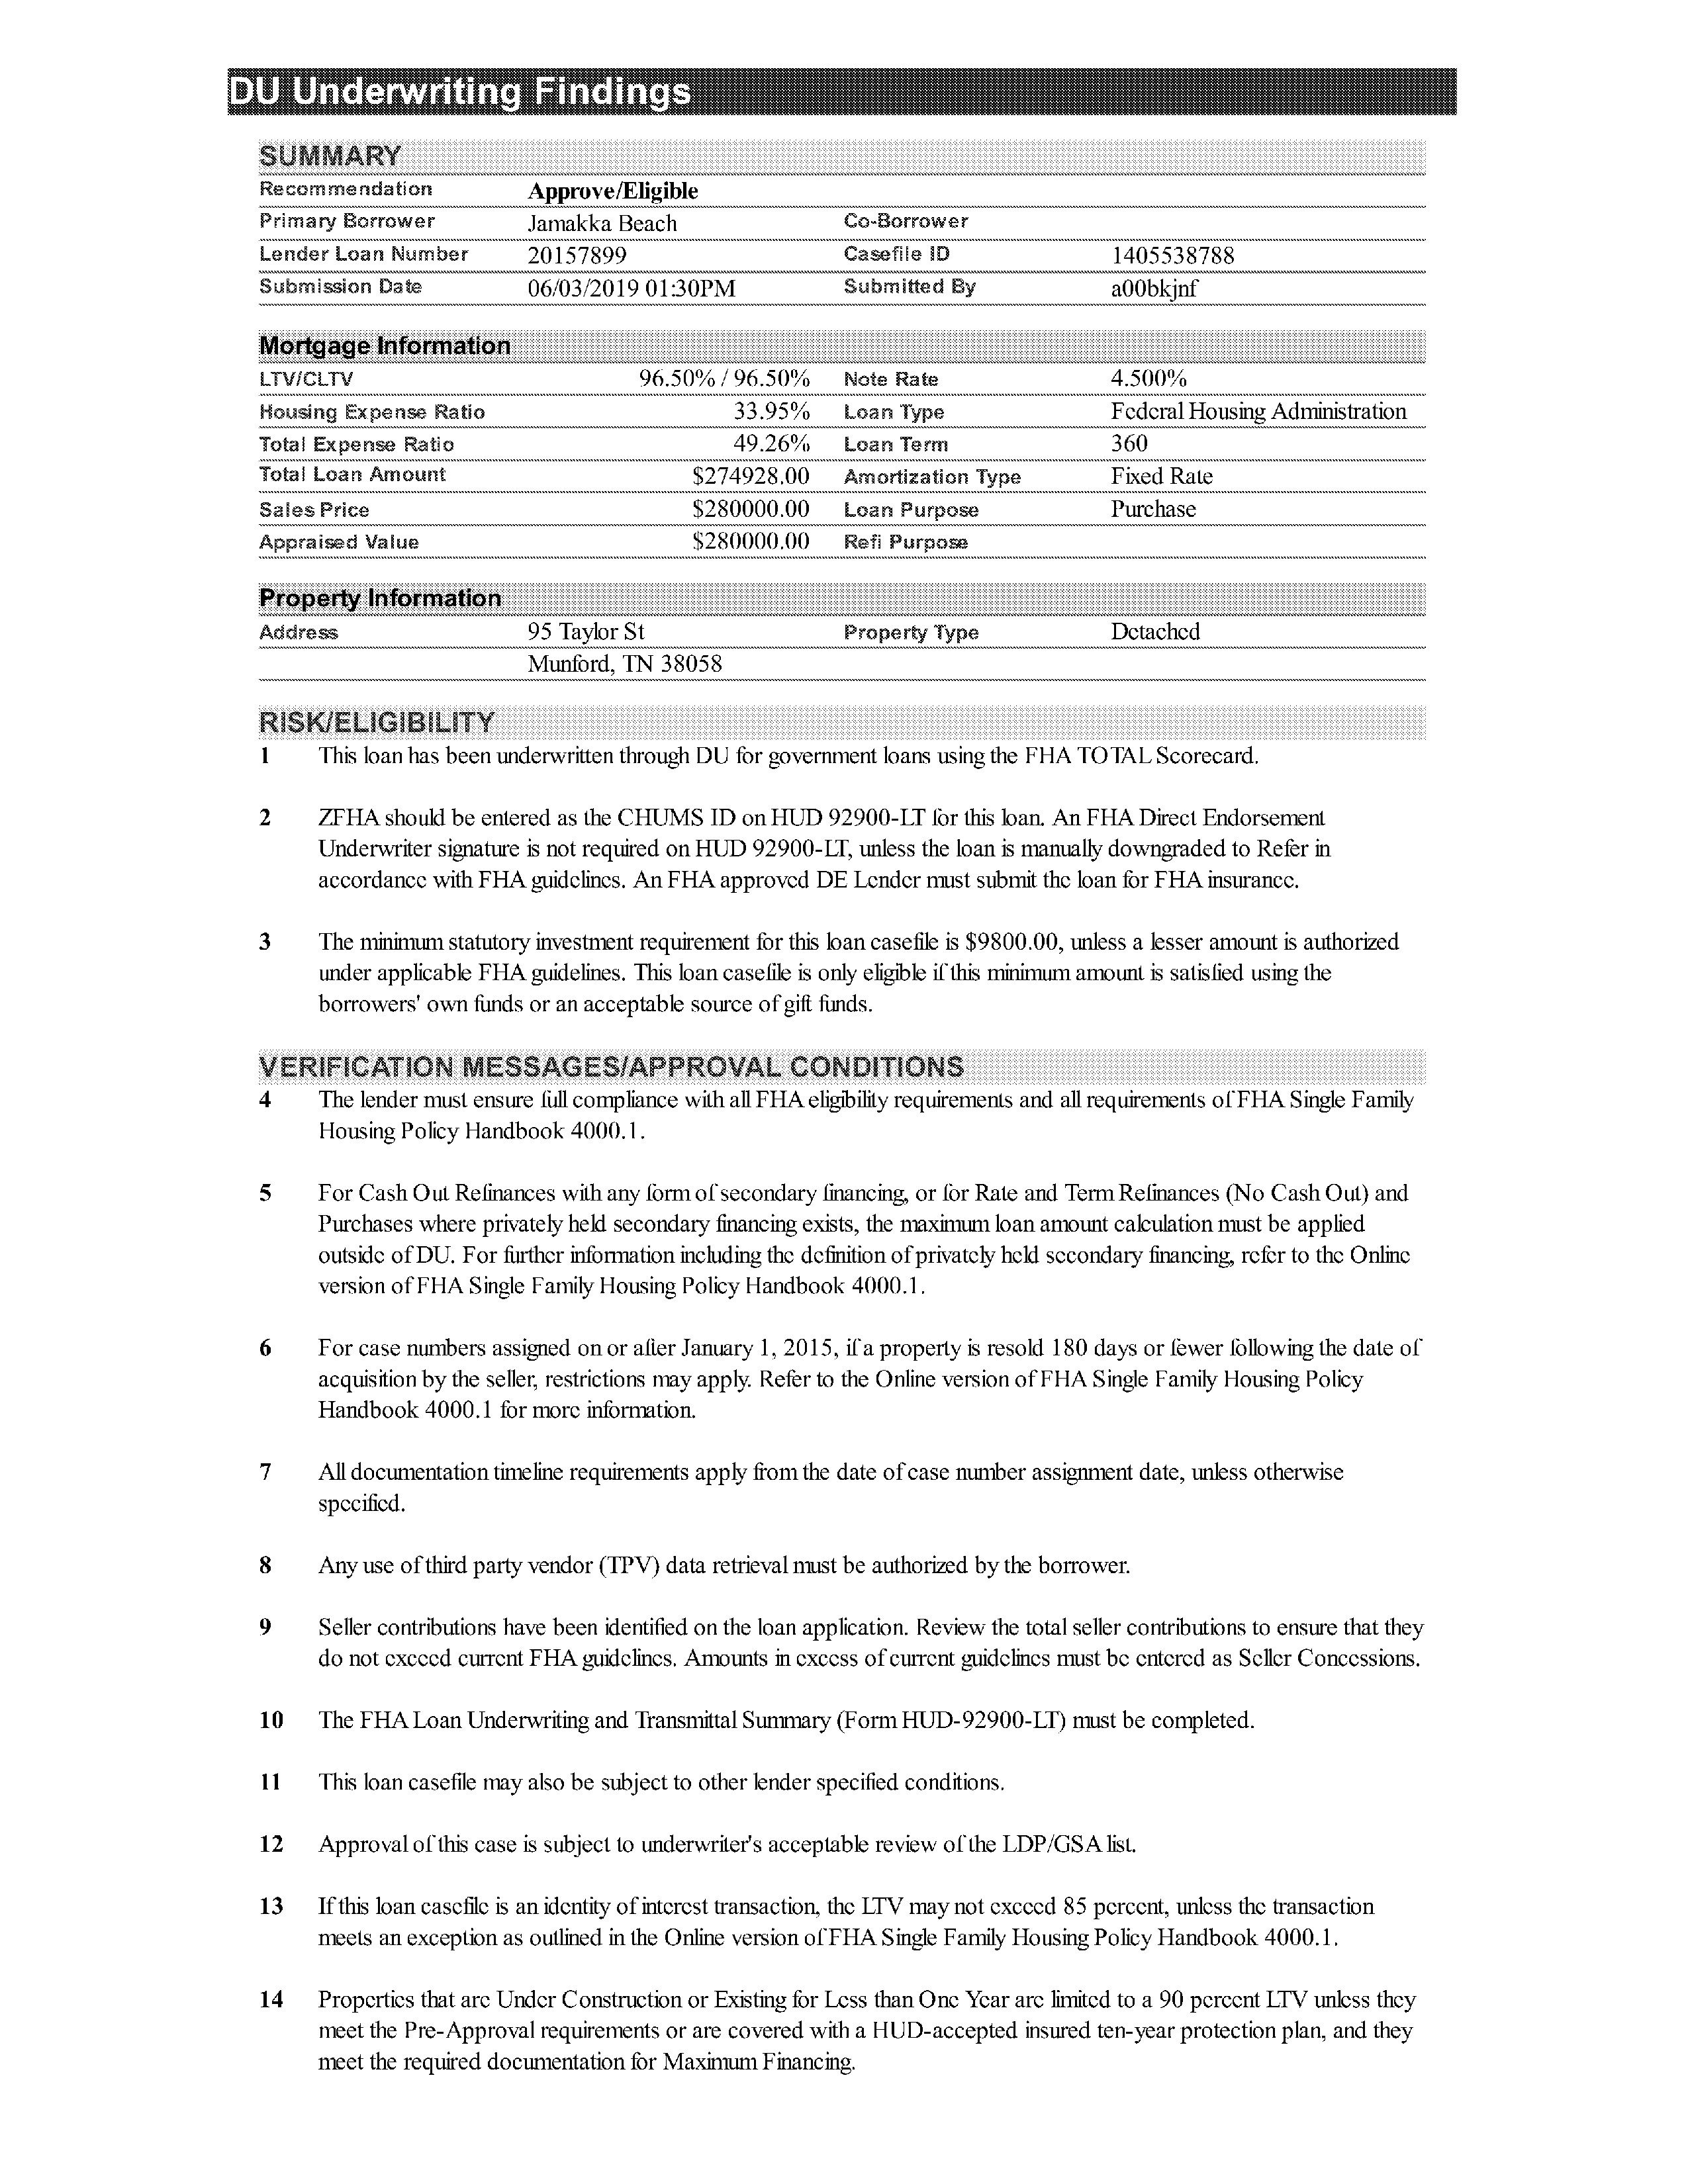 DU Underwriting Findings
SUMMARY
Recommendation Approve/Eligible
Primary Borrower Jamakka Beach Co-Borrower
Lender Loan Number 20157899 Casefile ID 1405538788
Submission Date 06/03/2019 01:30PM Submitted By a00bkjnf
Mortgage Information
LTV/CLTV 96.50% / 96.50% Note Rate 4.500%
Housing Expense Ratio 33.95% Loan Type Federal Housing Administration
Total Expense Ratio 49.26% Loan Term 360
Total Loan Amount $274928.00 Amortization Type Fixed Rate
Sales Price $280000.00 Loan Purpose Purchase
Appraised Value $280000.00 Refi Purpose
Property Information
Address 95 Taylor St Property Type Detached
Munford, TN 38058
RISK/ELIGIBILITY
1 This loan has been underwritten through DU for government loans using the FHA TOTAL Scorecard.
2 ZFHA should be entered as the CHUMS ID on HUD 92900-LT for this loan. An FHA Direct Endorsement
Underwriter signature is not required on HUD 92900-LT, unless the loan is manually downgraded to Refer in
accordance with FHA guidelines. An FHA approved DE Lender must submit the loan for FHA insurance.
3 The minimum statutory investment requirement for this loan casefile is $9800.00, unless a lesser amount is authorized
under applicable FHA guidelines. This loan casefile is only eligible if this minimum amount is satisfied using the
borrowers' own funds or an acceptable source of gift funds.
VERIFICATION MESSAGES/APPROVAL CONDITIONS
4 The lender must ensure full compliance with all FHA eligibility requirements and all requirements of FHA Single Family
Housing Policy Handbook 4000.1.
5 For Cash Out Refinances with any form of secondary financing, or for Rate and Term Refinances (No Cash Out) and
Purchases where privately held secondary financing exists, the maximum loan amount calculation must be applied
outside of DU. For further information including the definition of privately held secondary financing, refer to the Online
version of FHA Single Family Housing Policy Handbook 4000.1.
6 For case numbers assigned on or after January 1, 2015, if a property is resold 180 days or fewer following the date of
acquisition by the seller, restrictions may apply. Refer to the Online version of FHA Single Family Housing Policy
Handbook 4000.1 for more information.
7 All documentation timeline requirements apply from the date of case number assignment date, unless otherwise
specified.
8 Any use of third party vendor (TPV) data retrieval must be authorized by the borrower.
9 Seller contributions have been identified on the loan application. Review the total seller contributions to ensure that they
do not exceed current FHA guidelines. Amounts in excess of current guidelines must be entered as Seller Concessions.
10 The FHA Loan Underwriting and Transmittal Summary (Form HUD-92900-LT) must be completed.
11 This loan casefile may also be subject to other lender specified conditions.
12 Approval of this case is subject to underwriter's acceptable review of the LDP/GSA list.
13 If this loan casefile is an identity of interest transaction, the LTV may not exceed 85 percent, unless the transaction
meets an exception as outlined in the Online version of FHA Single Family Housing Policy Handbook 4000.1.
14 Properties that are Under Construction or Existing for Less than One Year are limited to a 90 percent LTV unless they
meet the Pre-Approval requirements or are covered with a HUD-accepted insured ten-year protection plan, and they
meet the required documentation for Maximum Financing.